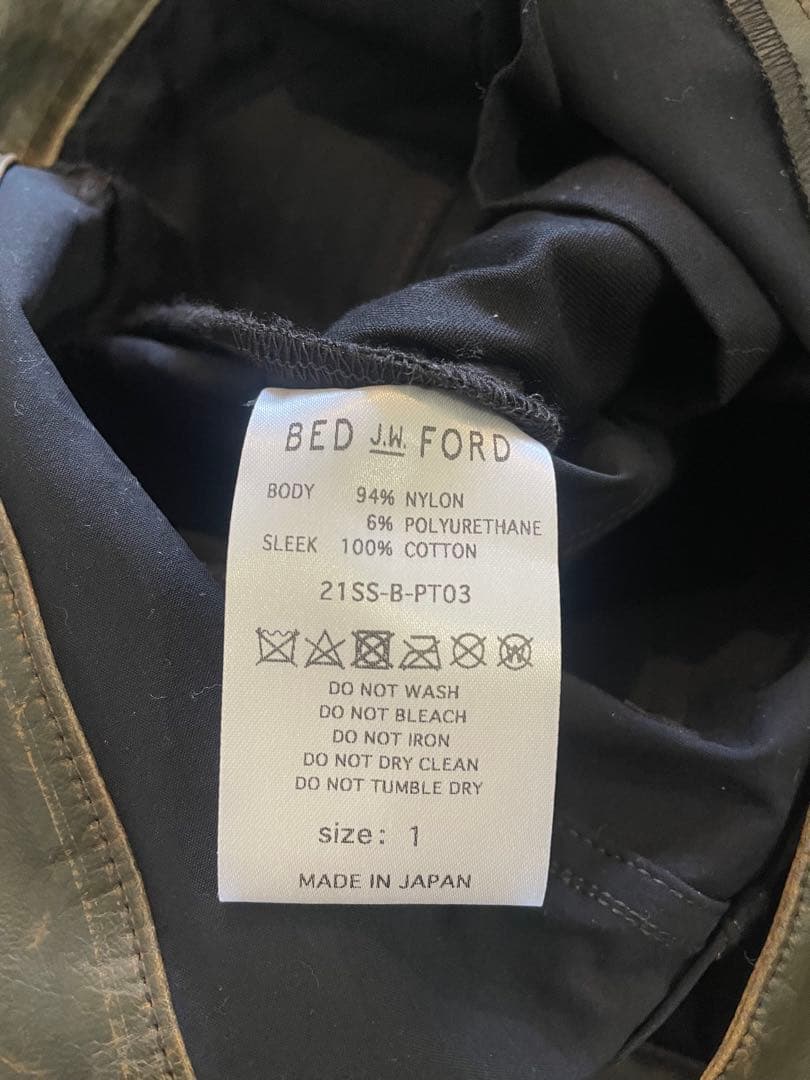 BED J.W. FORD
BODY 94% NYLON
6% POLYURETHANE
SLEEK 100% COTTON
21SS-B-PT03
W
DO NOT WASH
DO NOT BLEACH
DO NOT IRON
DO NOT DRY CLEAN
DO NOT TUMBLE DRY
size: 1
MADE IN JAPAN